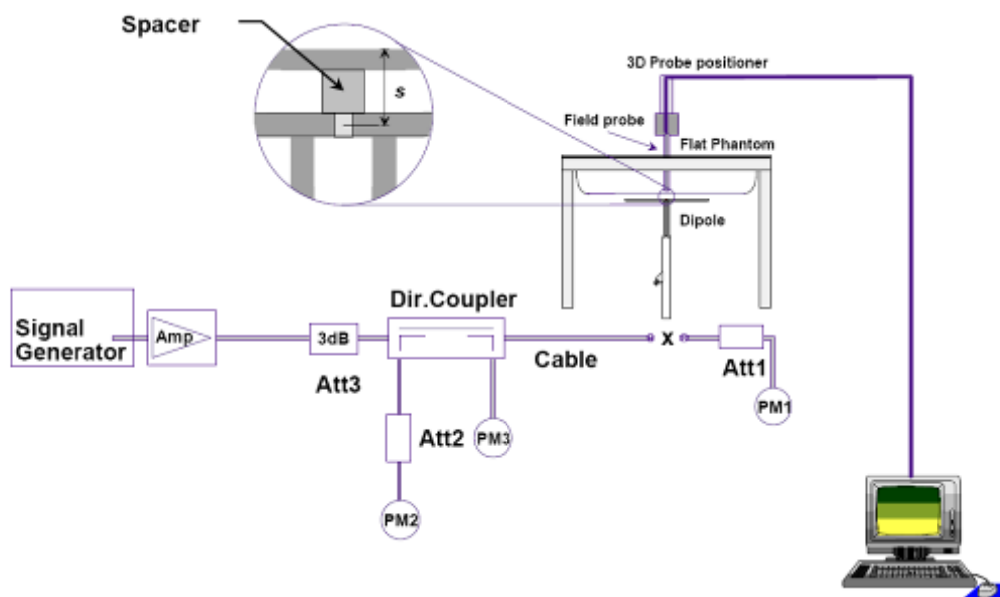 Spacer
s
3D Probe positioner
Field probe
Flat Phantom
Dipole
Signal
Generator
Amp
3dB
Att3
Dir.Coupler
Cable
x
Att1
PM1
Att2
PM3
PM2